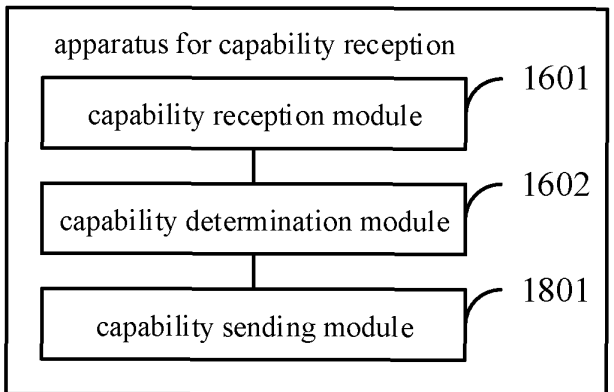 apparatus for capability reception
1601
capability reception module
1602
capability determination module
1801
capability sending module